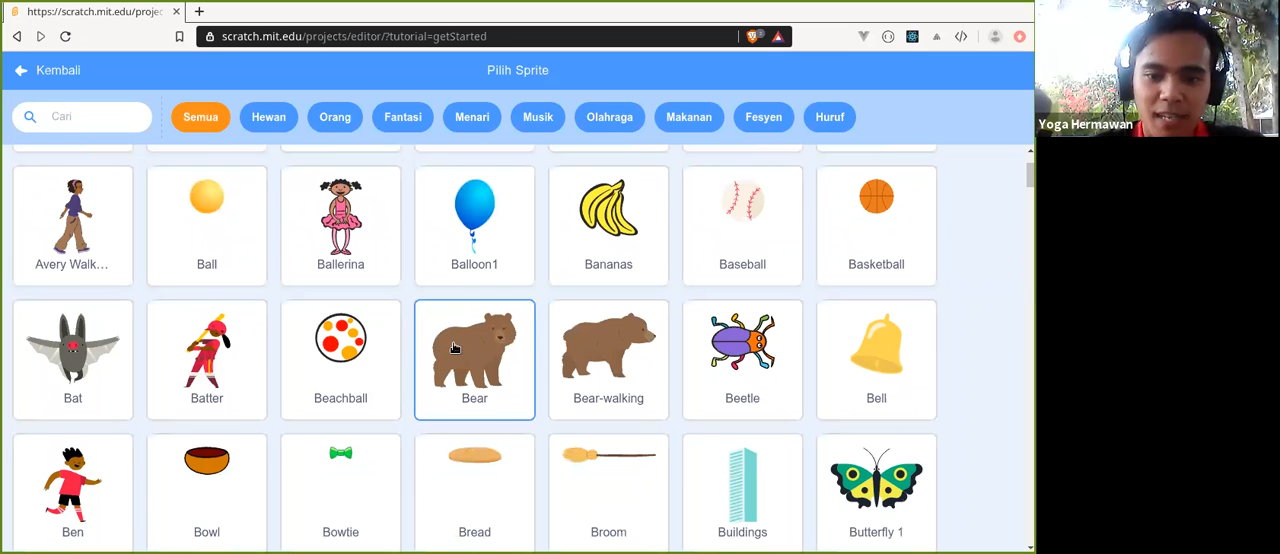 https://scratch.mit.edu/projec
scratch.mit.edu/projects/editor/?tutorial=getStarted
Kembali
Pilih Sprite
Cari
Semua
Hewan
Orang
Fantasi
Menari
Musik
Olahraga
Makanan
Fesyen
Huruf
Yoga Hermawan
Avery Walk...
Ball
Ballerina
Balloon1
Bananas
Baseball
Basketball
Bat
Batter
Beachball
Bear
Bear-walking
Beetle
Bell
Ben
Bowl
Bowtie
Bread
Broom
Buildings
Butterfly 1